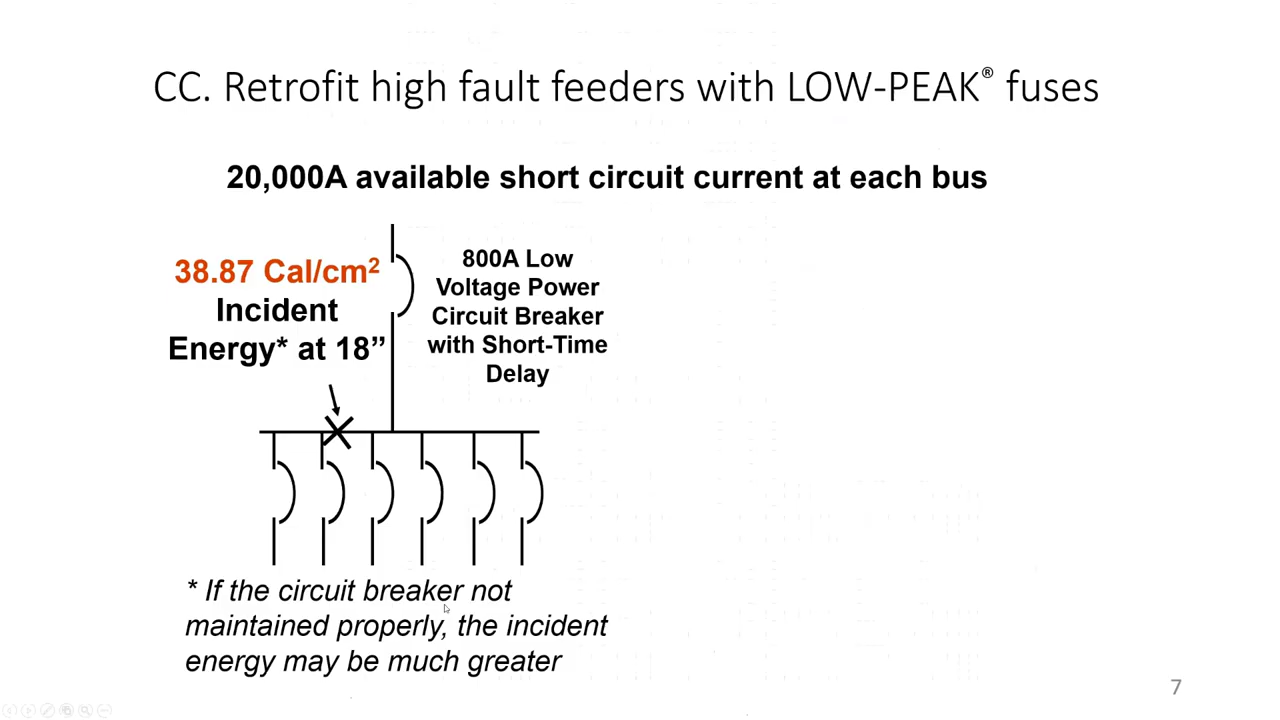 CC. Retrofit high fault feeders with LOW-PEAK® fuses
20,000A available short circuit current at each bus
38.87 Cal/cm²
Incident
Energy* at 18”
800A Low
Voltage Power
Circuit Breaker
with Short-Time
Delay
* If the circuit breaker not
maintained properly, the incident
energy may be much greater
7